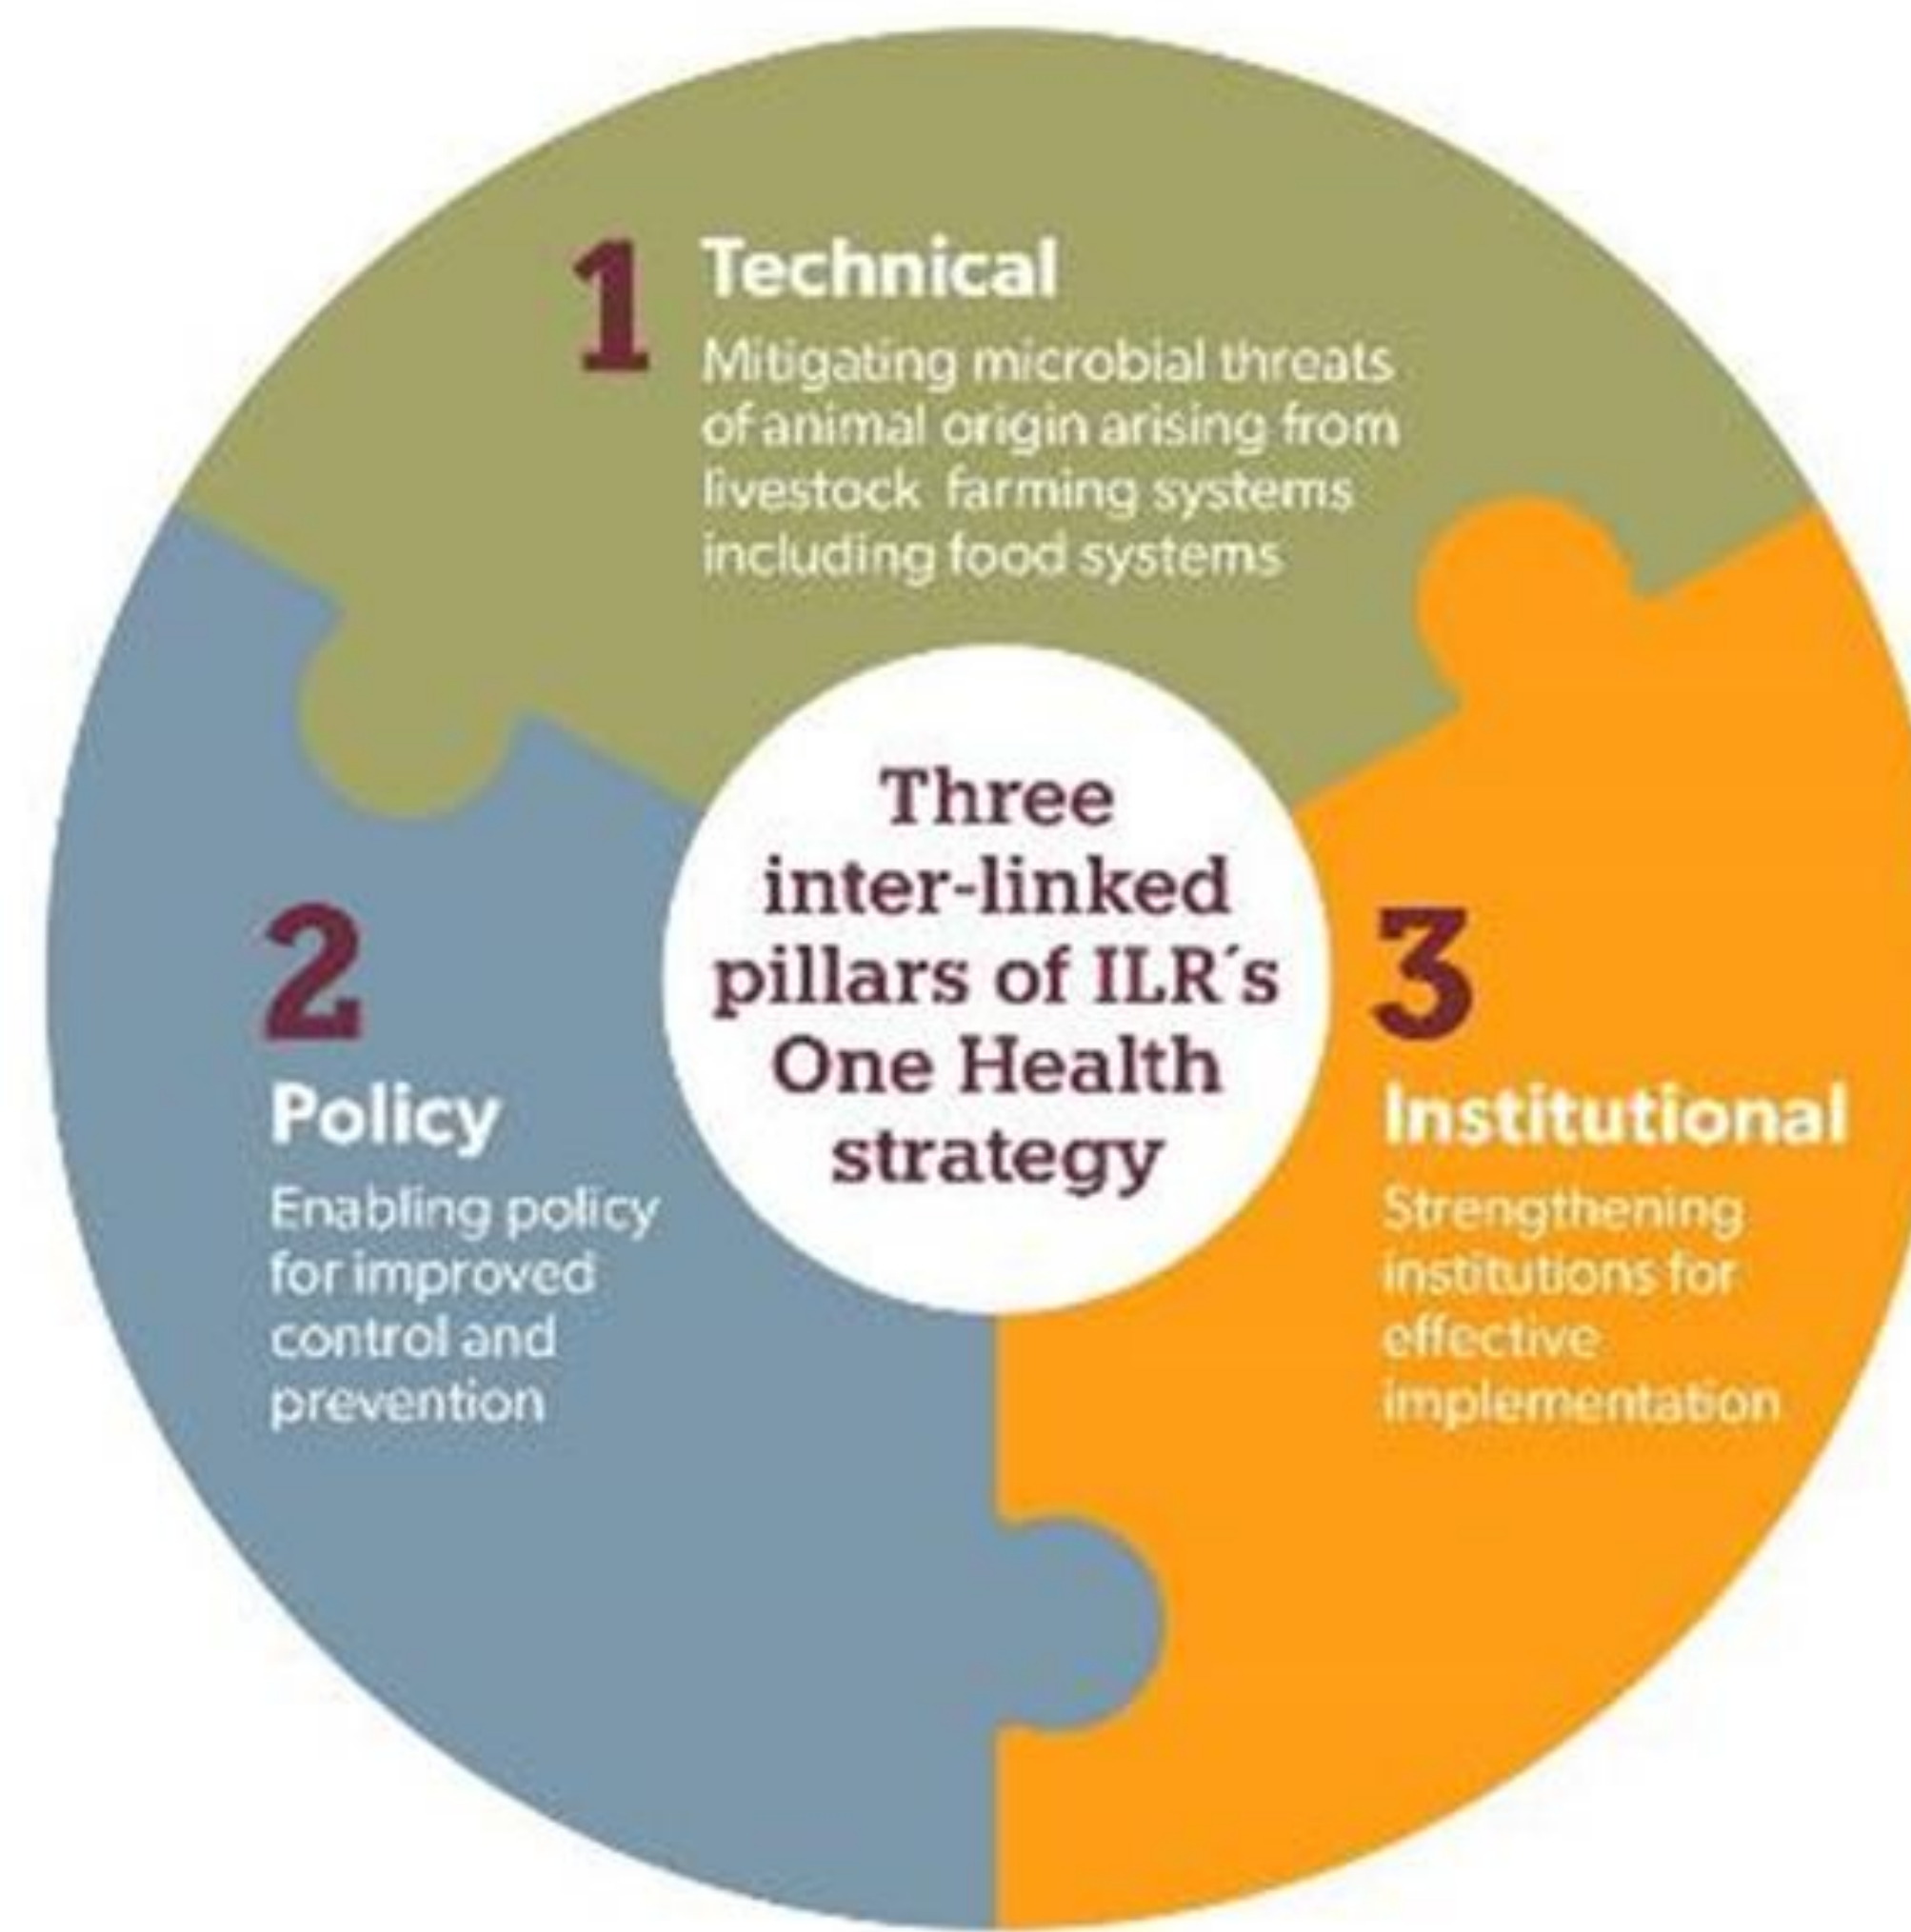 1 Technical
Mitigating microbial threats
of animal origin arising from
livestock farming systems
including food systems
Three
inter-linked
pillars of ILR´s
One Health
strategy
2
Policy
Enabling policy
for improved
control and
prevention
3
Institutional
Strengthening
institutions for
effective
implementation